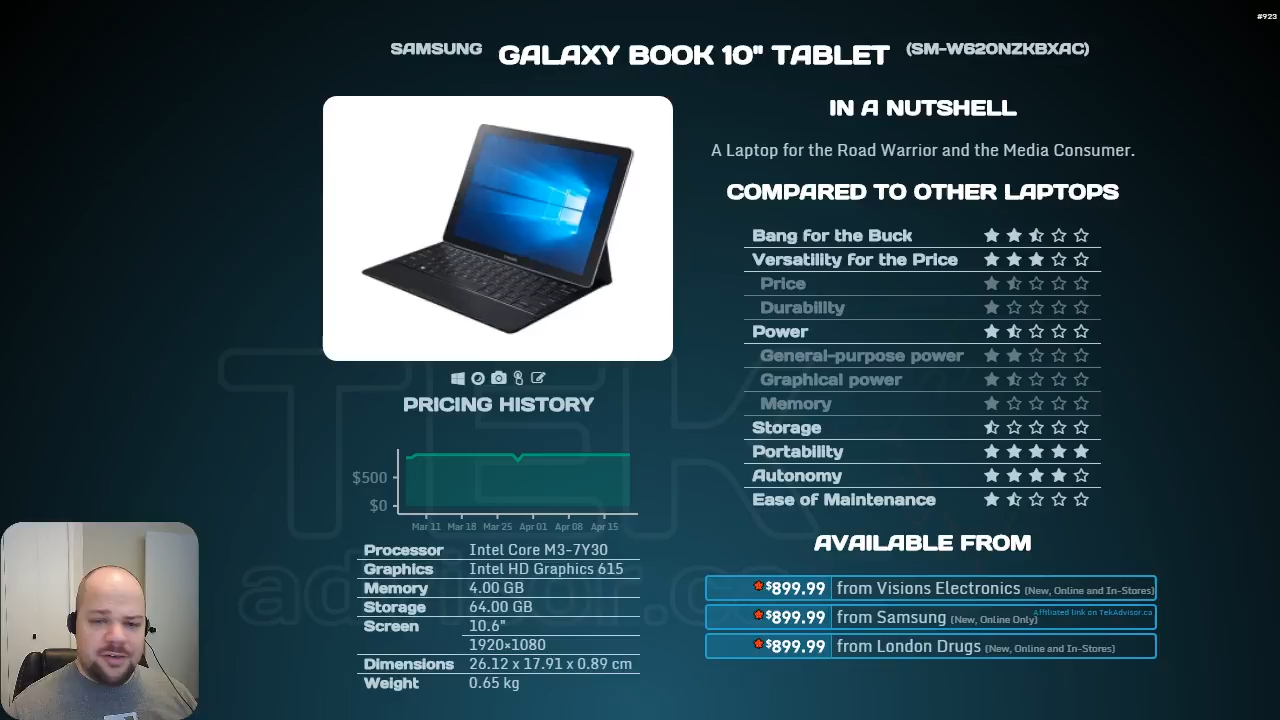 #923
SAMSUNG GALAXY BOOK 10" TABLET (SM-W620NZKBXAC)
IN A NUTSHELL
A Laptop for the Road Warrior and the Media Consumer.
COMPARED TO OTHER LAPTOPS
Bang for the Buck
Versatility for the Price
Price
Durability
Power
General-purpose power
Graphical power
Memory
Storage
Portability
Autonomy
Ease of Maintenance
PRICING HISTORY
$500
$0
Mar 11 Mar 18 Mar 25 Apr 01 Apr 08 Apr 15
Processor Intel Core M3-7Y30
Graphics Intel HD Graphics 615
Memory 4.00 GB
Storage 64.00 GB
Screen 10.6"
1920×1080
Dimensions 26.12 x 17.91 x 0.89 cm
Weight 0.65 kg
AVAILABLE FROM
$899.99 from Visions Electronics (New, Online and In-Stores)
$899.99 from Samsung (New, Online Only) Affiliated link on TekAdvisor.ca
$899.99 from London Drugs (New, Online and In-Stores)
TEK
advisor.ca